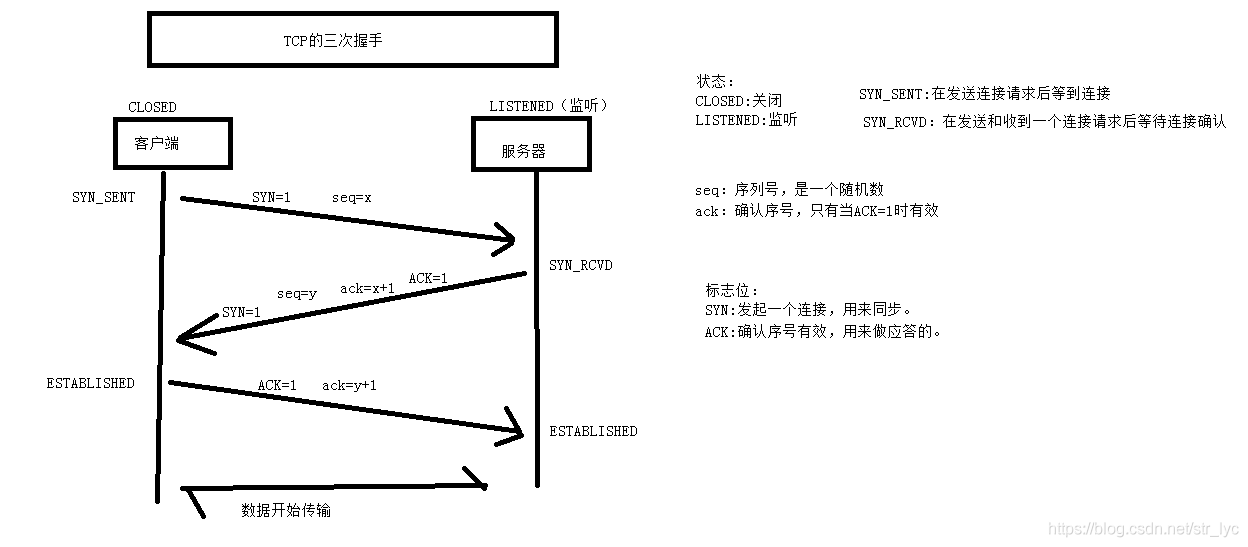 TCP的三次握手
CLOSED
LISTENED（监听）
客户端
服务器
SYN_SENT
SYN=1 seq=x
SYN_RCVD
SYN=1 seq=y ack=x+1 ACK=1
ESTABLISHED
ACK=1 ack=y+1
ESTABLISHED
数据开始传输
状态：
CLOSED:关闭
LISTENED:监听
SYN_SENT:在发送连接请求后等到连接
SYN_RCVD：在发送和收到一个连接请求后等待连接确认
seq：序列号，是一个随机数
ack：确认序号，只有当ACK=1时有效
标志位：
SYN:发起一个连接，用来同步。
ACK:确认序号有效，用来做应答的。
https://blog.csdn.net/str_lyc